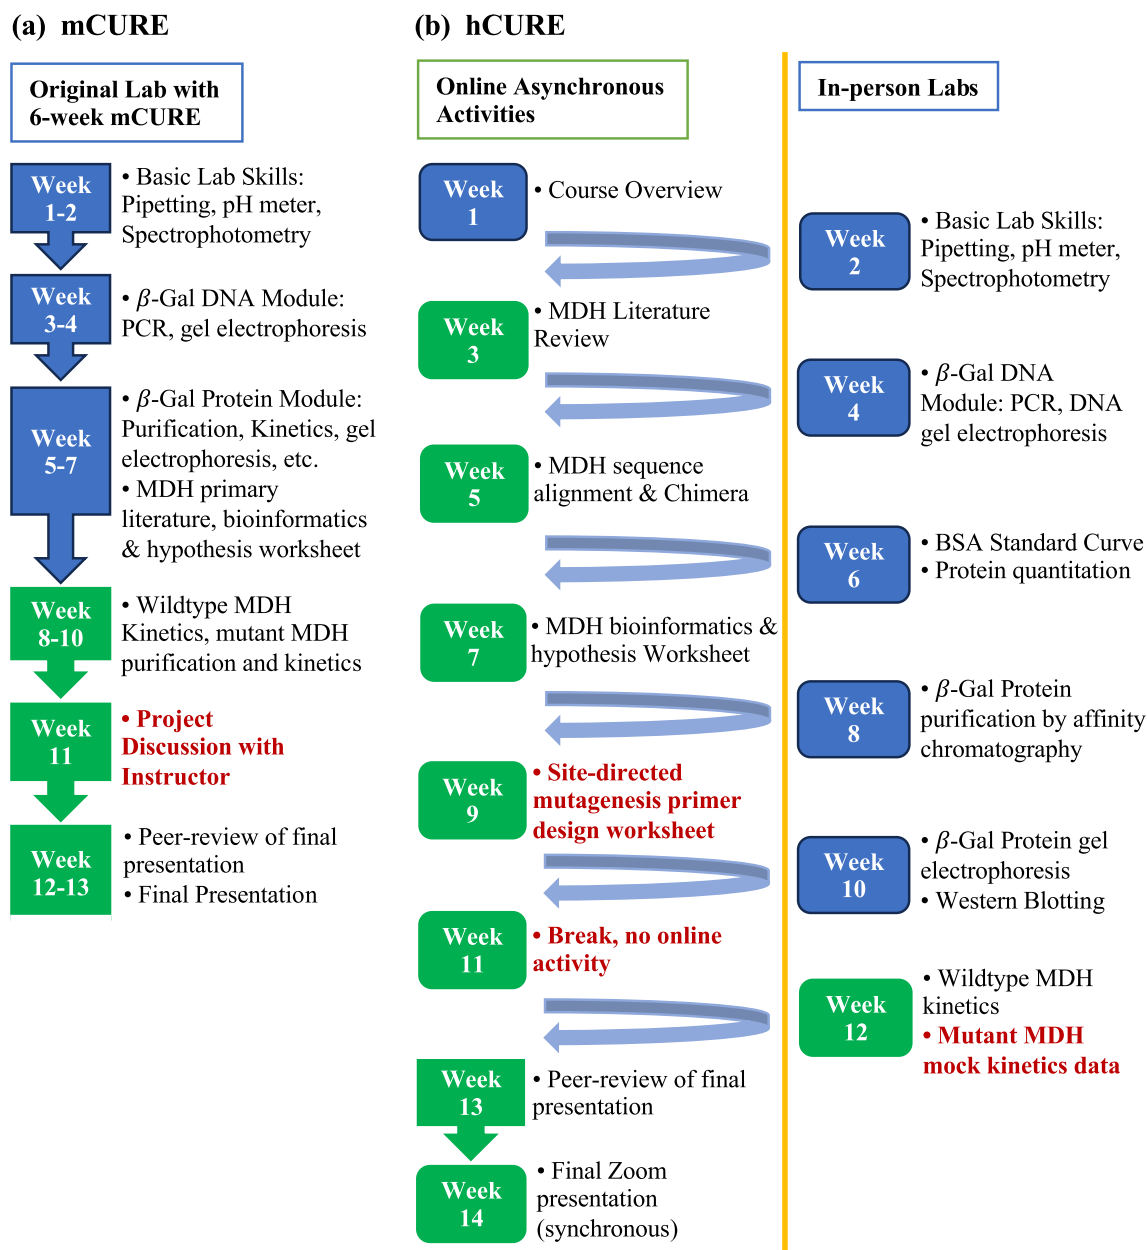 (a) mCURE
Original Lab with
6-week mCURE
Week
1-2
• Basic Lab Skills:
Pipetting, pH meter,
Spectrophotometry
Week
3-4
• β-Gal DNA Module:
PCR, gel electrophoresis
Week
5-7
• β-Gal Protein Module:
Purification, Kinetics, gel
electrophoresis, etc.
• MDH primary
literature, bioinformatics
& hypothesis worksheet
Week
8-10
• Wildtype MDH
Kinetics, mutant MDH
purification and kinetics
Week
11
• Project
Discussion with
Instructor
Week
12-13
• Peer-review of final
presentation
• Final Presentation
(b) hCURE
Online Asynchronous
Activities
Week
1
• Course Overview
Week
3
• MDH Literature
Review
Week
5
• MDH sequence
alignment & Chimera
Week
7
• MDH bioinformatics &
hypothesis Worksheet
Week
9
• Site-directed
mutagenesis primer
design worksheet
Week
11
• Break, no online
activity
Week
13
• Peer-review of final
presentation
Week
14
• Final Zoom
presentation
(synchronous)
In-person Labs
Week
2
• Basic Lab Skills:
Pipetting, pH meter,
Spectrophotometry
Week
4
• β-Gal DNA
Module: PCR, DNA
gel electrophoresis
Week
6
• BSA Standard Curve
• Protein quantitation
Week
8
• β-Gal Protein
purification by affinity
chromatography
Week
10
• β-Gal Protein gel
electrophoresis
• Western Blotting
Week
12
• Wildtype MDH
kinetics
• Mutant MDH
mock kinetics data